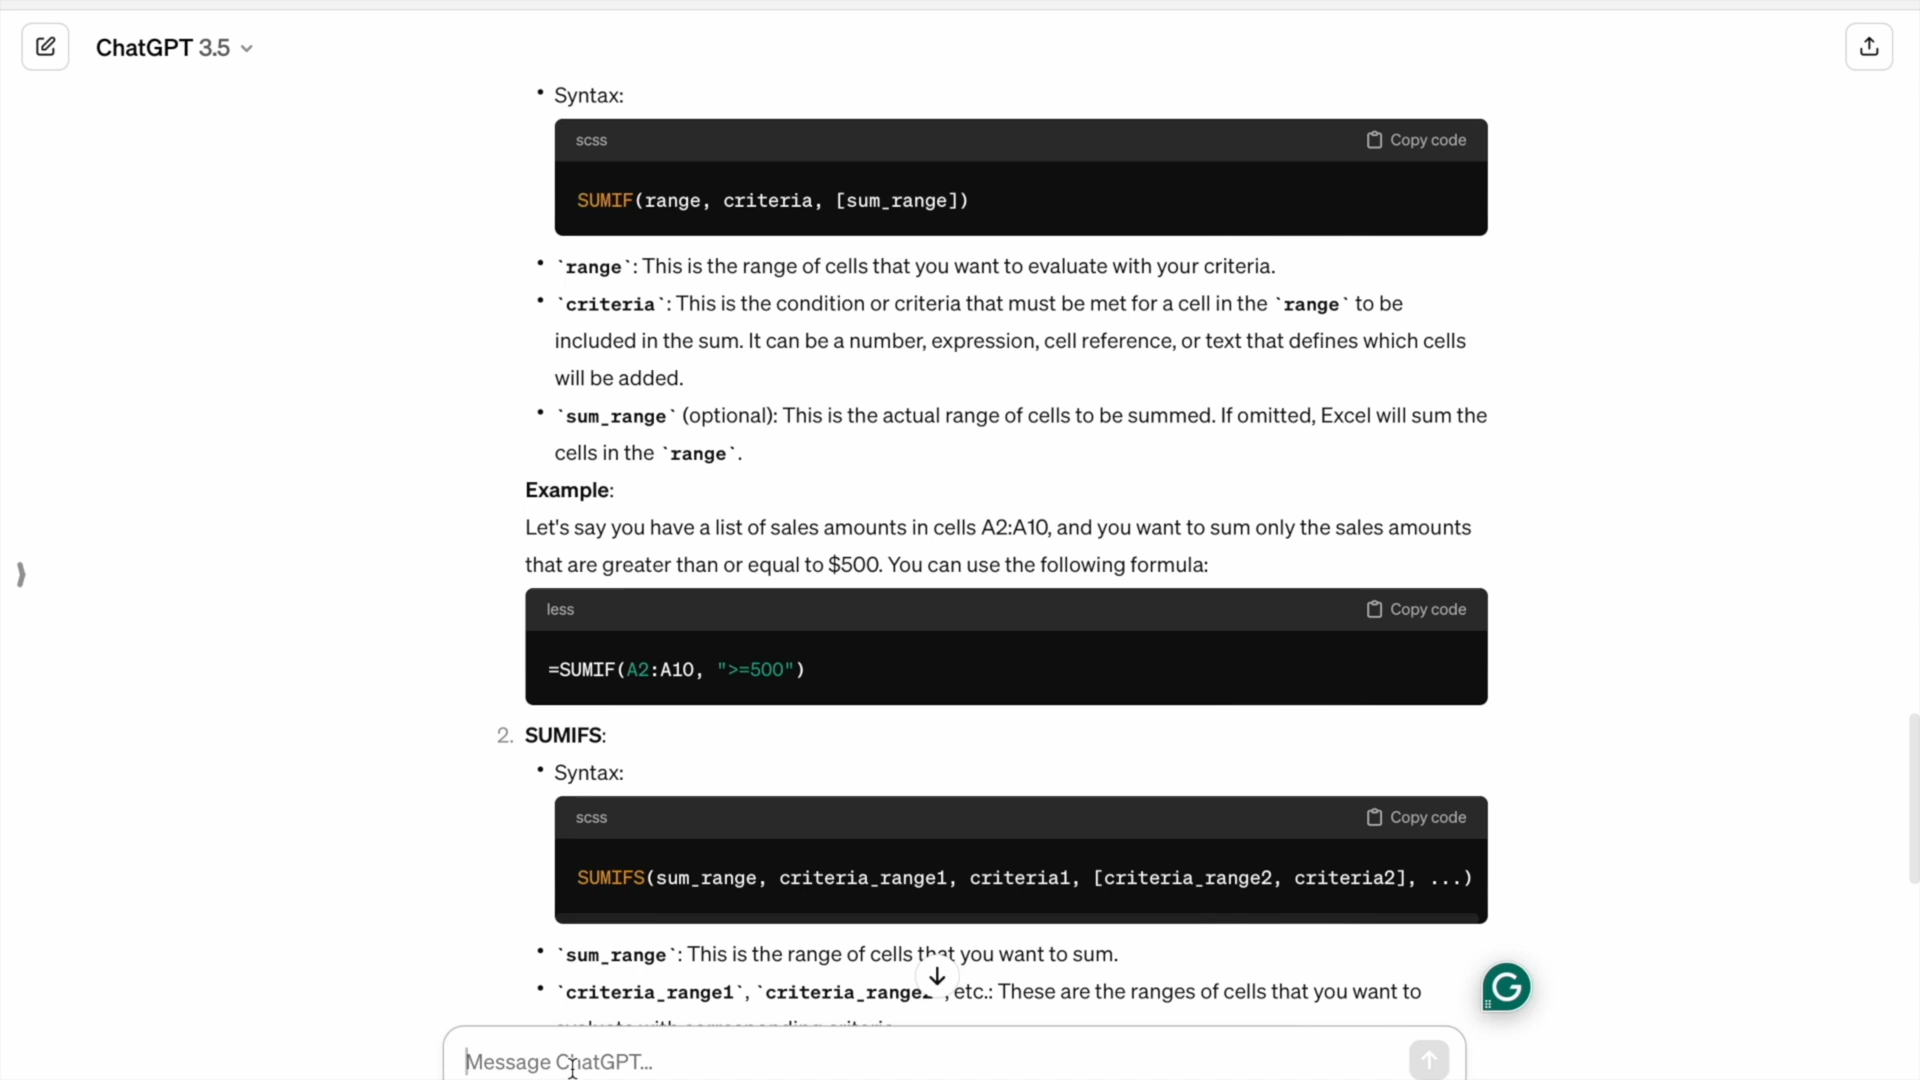 ChatGPT 3.5
• Syntax:
scss
Copy code
SUMIF(range, criteria, [sum_range])
• `range`: This is the range of cells that you want to evaluate with your criteria.
• `criteria`: This is the condition or criteria that must be met for a cell in the `range` to be
included in the sum. It can be a number, expression, cell reference, or text that defines which cells
will be added.
• `sum_range` (optional): This is the actual range of cells to be summed. If omitted, Excel will sum the
cells in the `range`.
Example:
Let's say you have a list of sales amounts in cells A2:A10, and you want to sum only the sales amounts
that are greater than or equal to $500. You can use the following formula:
less
Copy code
=SUMIF(A2:A10, ">=500")
2. SUMIFS:
• Syntax:
scss
Copy code
SUMIFS(sum_range, criteria_range1, criteria1, [criteria_range2, criteria2], ...)
• `sum_range`: This is the range of cells that you want to sum.
• `criteria_range1`, `criteria_range2`, etc.: These are the ranges of cells that you want to
Message ChatGPT...